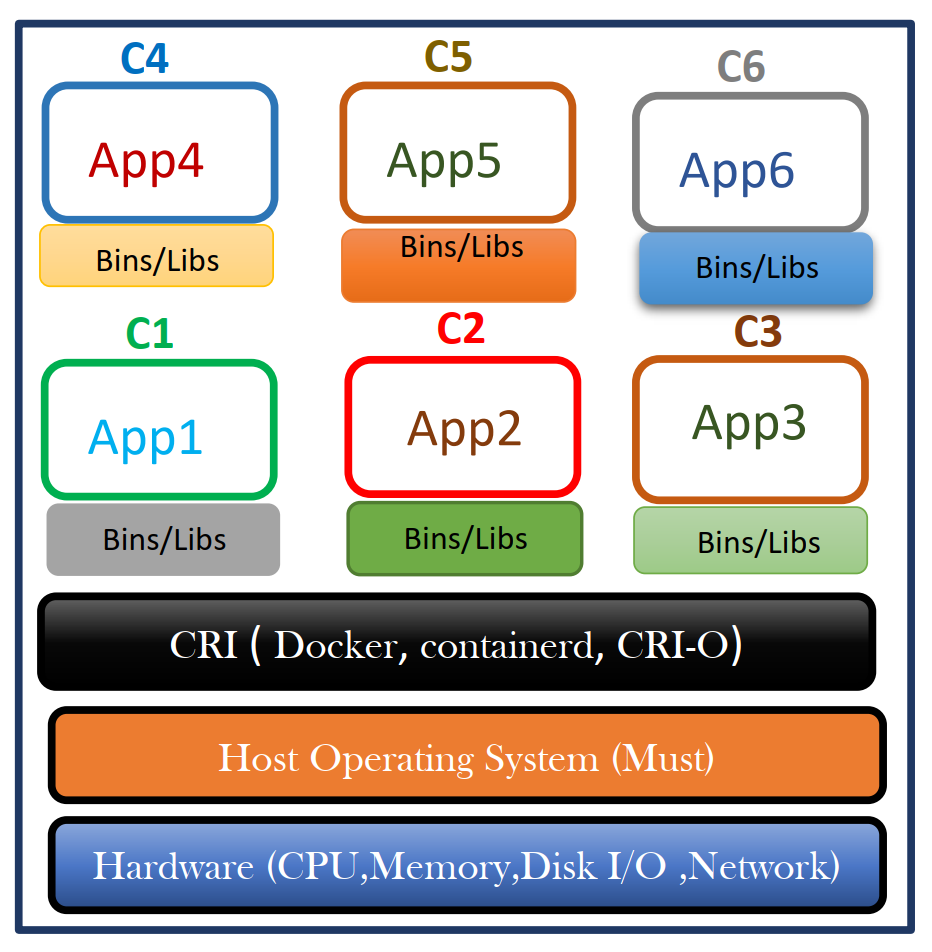 C4
C5
C6
App4
App5
App6
Bins/Libs
Bins/Libs
Bins/Libs
C1
C2
C3
App1
App2
App3
Bins/Libs
Bins/Libs
Bins/Libs
CRI ( Docker, containerd, CRI-O)
Host Operating System (Must)
Hardware (CPU,Memory,Disk I/O ,Network)